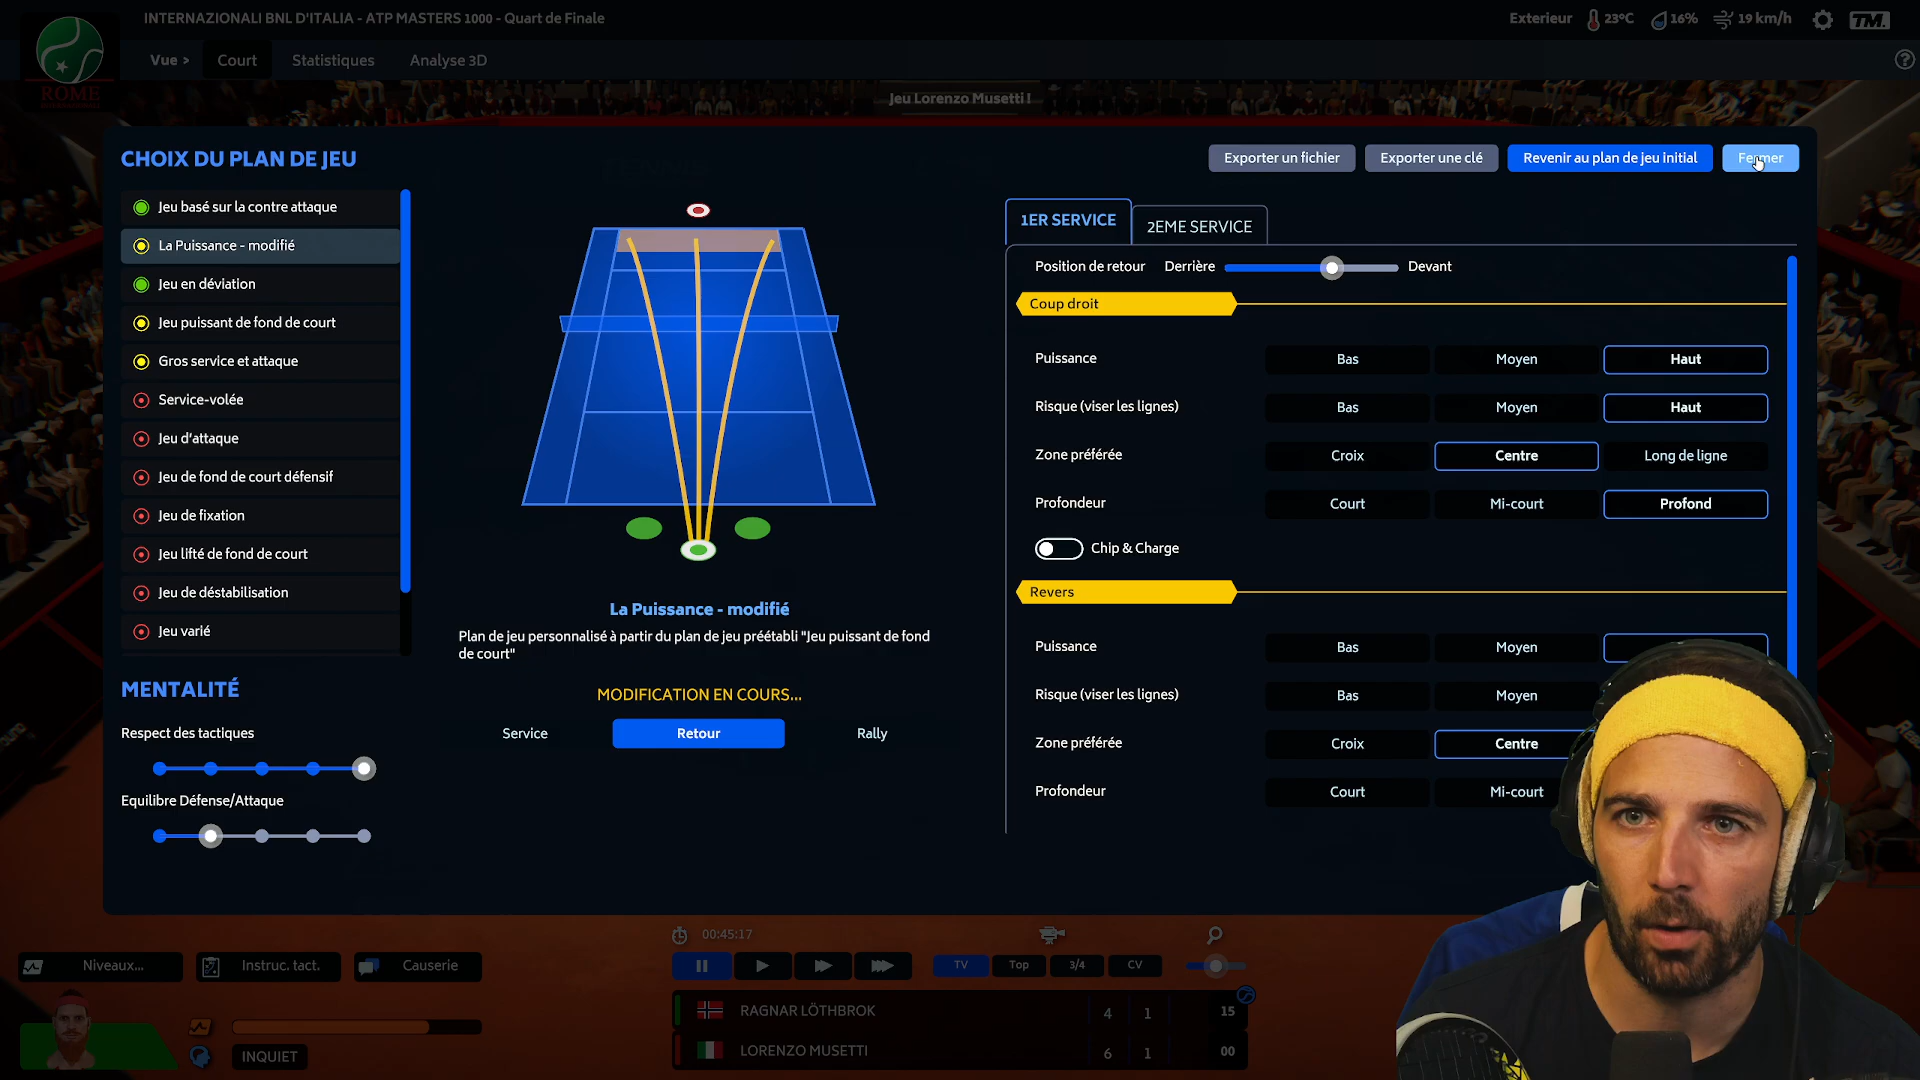 INTERNAZIONALI BNL D'ITALIA - ATP MASTERS 1000 - Quart de Finale
Exterieur 23°C 16% 19 km/h TM.
ROME
Vue > Court Statistiques Analyse 3D
Jeu Lorenzo Musetti !
CHOIX DU PLAN DE JEU
Exporter un fichier Exporter une clé Revenir au plan de jeu initial Fermer
Jeu basé sur la contre attaque
La Puissance - modifié
Jeu en déviation
Jeu puissant de fond de court
Gros service et attaque
Service-volée
Jeu d'attaque
Jeu de fond de court défensif
Jeu de fixation
Jeu lifté de fond de court
Jeu de déstabilisation
Jeu varié
MENTALITÉ
Respect des tactiques
Equilibre Défense/Attaque
La Puissance - modifié
Plan de jeu personnalisé à partir du plan de jeu préétabli "Jeu puissant de fond
de court"
MODIFICATION EN COURS...
Service Retour Rally
1ER SERVICE 2EME SERVICE
Position de retour Derrière Devant
Coup droit
Puissance Bas Moyen Haut
Risque (viser les lignes) Bas Moyen Haut
Zone préférée Croix Centre Long de ligne
Profondeur Court Mi-court Profond
Chip & Charge
Revers
Puissance Bas Moyen
Risque (viser les lignes) Bas Moyen
Zone préférée Croix Centre
Profondeur Court Mi-court
Niveaux... Instruc. tact. Causerie
INQUIET
00:45:17
TV Top 3/4 CV
RAGNAR LÖTHBROK 4 1 15
LORENZO MUSETTI 6 1 00